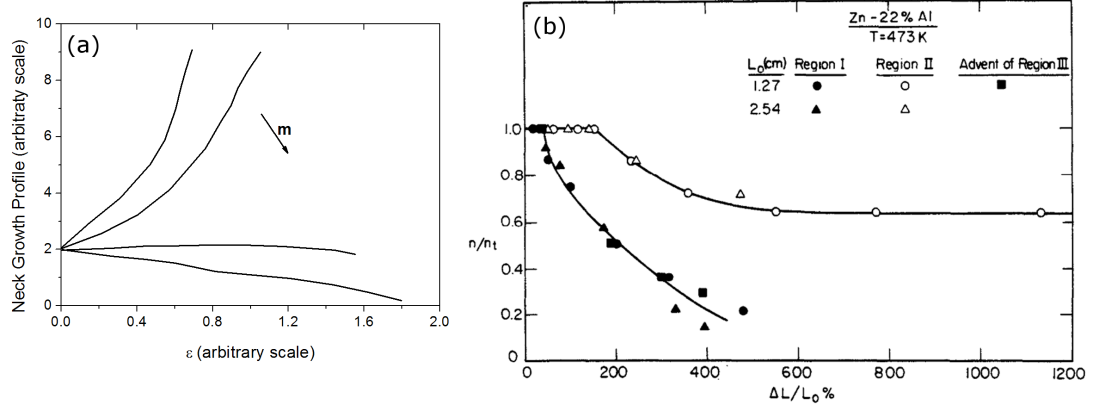 (a)
Neck Growth Profile (arbitraty scale)
10
8
6
4
2
0
m
0.0 0.4 0.8 1.2 1.6 2.0
ε (arbitrary scale)
(b)
Zn-22% Al
T=473K
L₀(cm) Region I Region II Advent of Region III
1.27
2.54
1.0
0.8
n/nₜ
0.4
0.2
0
0 200 400 600 800 1000 1200
ΔL/L₀%